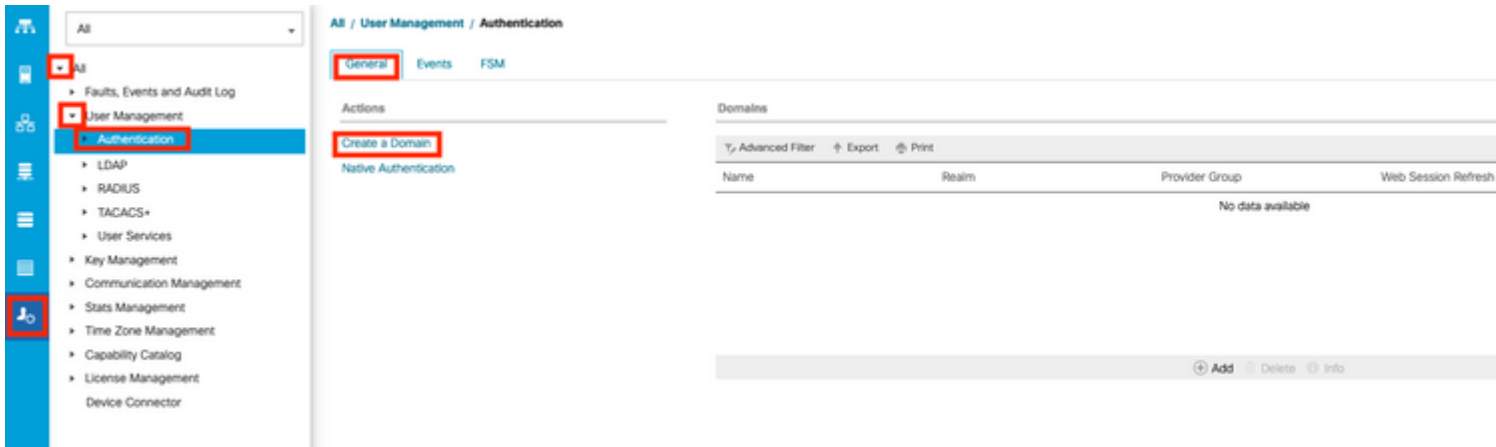 All
All / User Management / Authentication
General Events FSM
All
Faults, Events and Audit Log
User Management
Authentication
LDAP
RADIUS
TACACS+
User Services
Key Management
Communication Management
Stats Management
Time Zone Management
Capability Catalog
License Management
Device Connector
Actions
Create a Domain
Native Authentication
Domains
Advanced Filter Export Print
Name Realm Provider Group Web Session Refresh
No data available
Add Delete Info